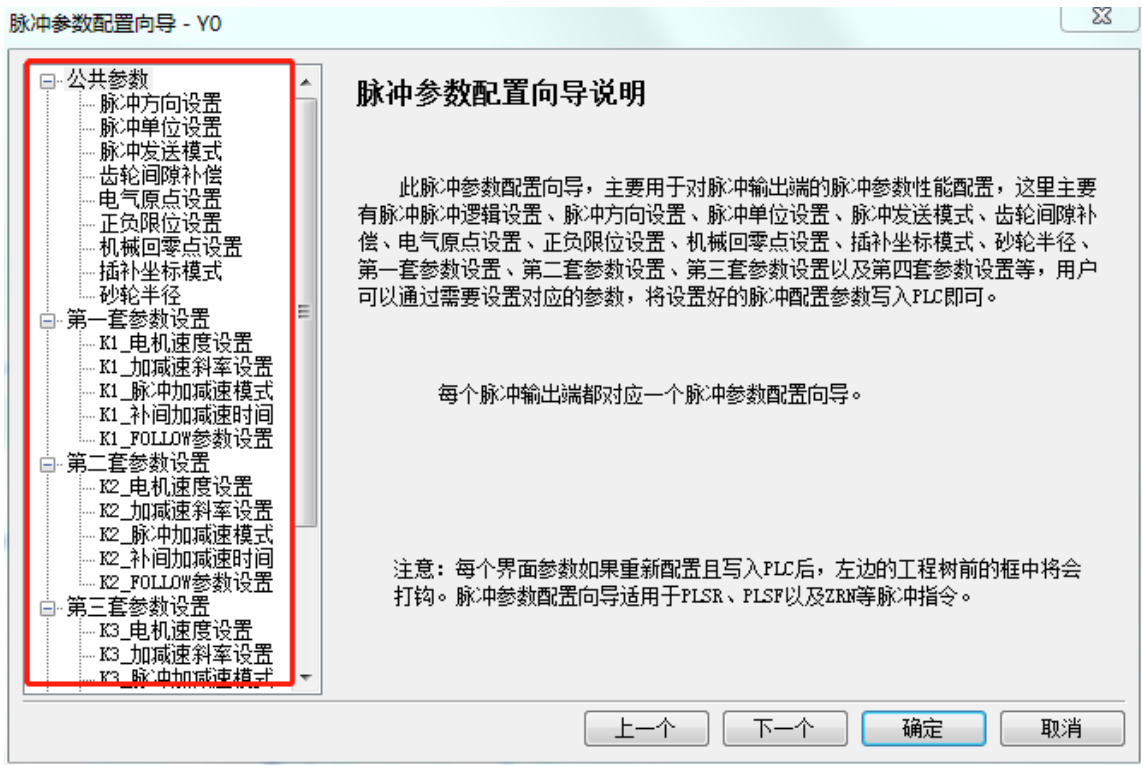 脉冲参数配置向导 - Y0
公共参数
脉冲方向设置
脉冲单位设置
脉冲发送模式
齿轮间隙补偿
电气原点设置
正负限位设置
机械回零点设置
插补坐标模式
砂轮半径
第一套参数设置
K1_电机速度设置
K1_加减速斜率设置
K1_脉冲加减速模式
K1_补间加减速时间
K1_FOLLOW参数设置
第二套参数设置
K2_电机速度设置
K2_加减速斜率设置
K2_脉冲加减速模式
K2_补间加减速时间
K2_FOLLOW参数设置
第三套参数设置
K3_电机速度设置
K3_加减速斜率设置
K3_脉冲加减速模式
脉冲参数配置向导说明
此脉冲参数配置向导，主要用于对脉冲输出端的脉冲参数性能配置，这里主要
有脉冲脉冲逻辑设置、脉冲方向设置、脉冲单位设置、脉冲发送模式、齿轮间隙补
偿、电气原点设置、正负限位设置、机械回零点设置、插补坐标模式、砂轮半径、
第一套参数设置、第二套参数设置、第三套参数设置以及第四套参数设置等，用户
可以通过需要设置对应的参数，将设置好的脉冲配置参数写入PLC即可。
每个脉冲输出端都对应一个脉冲参数配置向导。
注意：每个界面参数如果重新配置且写入PLC后，左边的工程树前的框中将会
打钩。脉冲参数配置向导适用于PLSR、PLSF以及ZRN等脉冲指令。
上一个
下一个
确定
取消